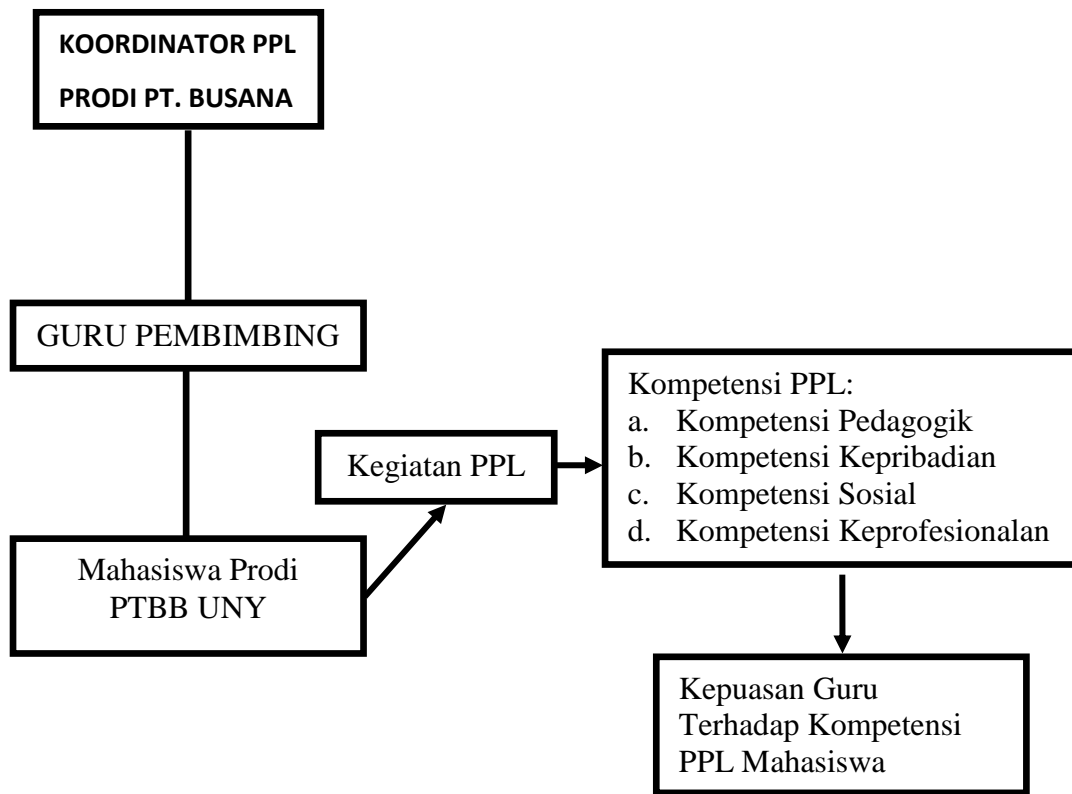 KOORDINATOR PPL
PRODI PT. BUSANA
GURU PEMBIMBING
Mahasiswa Prodi
PTBB UNY
Kegiatan PPL
Kompetensi PPL:
a. Kompetensi Pedagogik
b. Kompetensi Kepribadian
c. Kompetensi Sosial
d. Kompetensi Keprofesionalan
Kepuasan Guru
Terhadap Kompetensi
PPL Mahasiswa